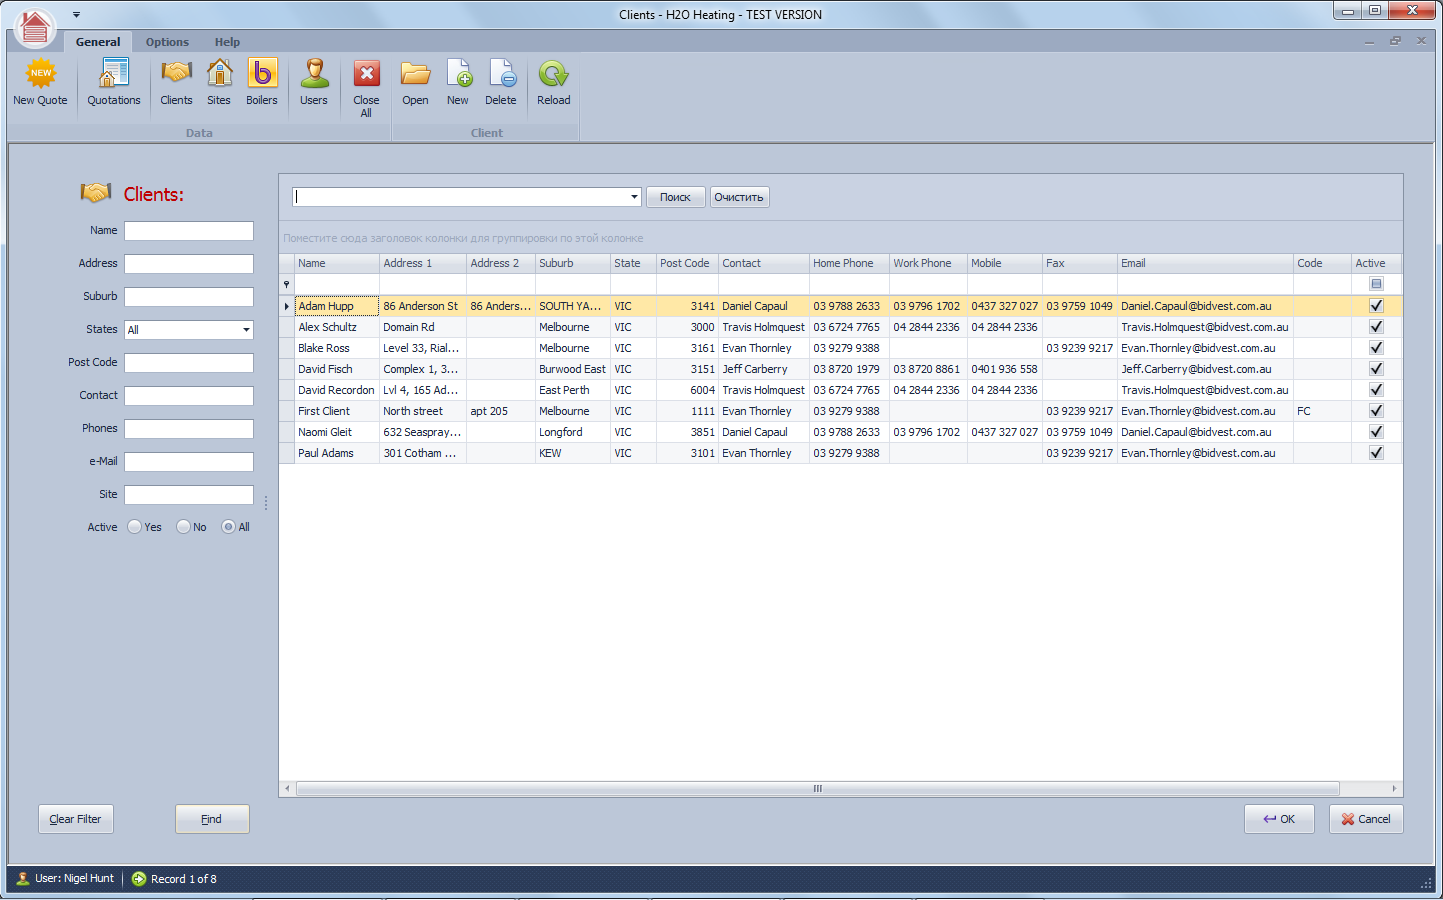 Clients - H2O Heating - TEST VERSION
General Options Help
NEW
New Quote Quotations Clients Sites b Boilers Users Close All Open New Delete Reload
Data Client
Clients:
Name
Address
Suburb
States All
Post Code
Contact
Phones
e-Mail
Site
Active Yes No All
Clear Filter Find
Поиск Очистить
Поместите сюда заголовок колонки для группировки по этой колонке
Name Address 1 Address 2 Suburb State Post Code Contact Home Phone Work Phone Mobile Fax Email Code Active
Adam Hupp 86 Anderson St 86 Anders... SOUTH YA... VIC 3141 Daniel Capaul 03 9788 2633 03 9796 1702 0437 327 027 03 9759 1049 Daniel.Capaul@bidvest.com.au
Alex Schultz Domain Rd Melbourne VIC 3000 Travis Holmquest 03 6724 7765 04 2844 2336 04 2844 2336 Travis.Holmquest@bidvest.com.au
Blake Ross Level 33, Rial... Melbourne VIC 3161 Evan Thornley 03 9279 9388 03 9239 9217 Evan.Thornley@bidvest.com.au
David Fisch Complex 1, 3... Burwood East VIC 3151 Jeff Carberry 03 8720 1979 03 8720 8861 0401 936 558 Jeff.Carberry@bidvest.com.au
David Recordon Lvl 4, 165 Ad... East Perth VIC 6004 Travis Holmquest 03 6724 7765 04 2844 2336 04 2844 2336 Travis.Holmquest@bidvest.com.au
First Client North street apt 205 Melbourne VIC 1111 Evan Thornley 03 9279 9388 03 9239 9217 Evan.Thornley@bidvest.com.au FC
Naomi Gleit 632 Seaspray... Longford VIC 3851 Daniel Capaul 03 9788 2633 03 9796 1702 0437 327 027 03 9759 1049 Daniel.Capaul@bidvest.com.au
Paul Adams 301 Cotham ... KEW VIC 3101 Evan Thornley 03 9279 9388 03 9239 9217 Evan.Thornley@bidvest.com.au
OK Cancel
User: Nigel Hunt Record 1 of 8